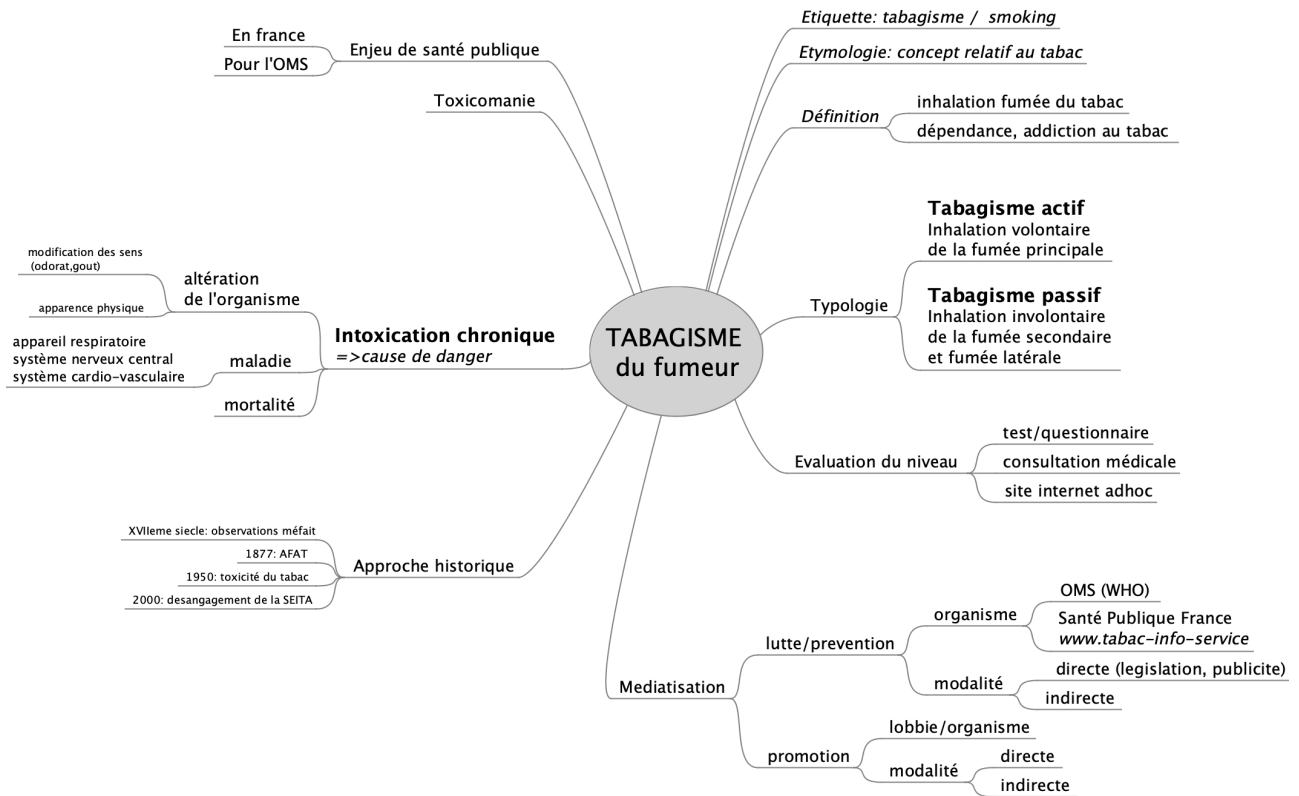 TABAGISME
du fumeur
Etiquette: tabagisme / smoking
Etymologie: concept relatif au tabac
Définition
inhalation fumée du tabac
dépendance, addiction au tabac
Typologie
Tabagisme actif
Inhalation volontaire
de la fumée principale
Tabagisme passif
Inhalation involontaire
de la fumée secondaire
et fumée latérale
Evaluation du niveau
test/questionnaire
consultation médicale
site internet adhoc
Mediatisation
lutte/prevention
organisme
OMS (WHO)
Santé Publique France
www.tabac-info-service
modalité
directe (legislation, publicite)
indirecte
promotion
lobbie/organisme
modalité
directe
indirecte
Enjeu de santé publique
En france
Pour l'OMS
Toxicomanie
Intoxication chronique
=>cause de danger
altération
de l'organisme
modification des sens
(odorat,gout)
apparence physique
maladie
appareil respiratoire
système nerveux central
système cardio-vasculaire
mortalité
Approche historique
XVIIeme siecle: observations méfait
1877: AFAT
1950: toxicité du tabac
2000: desangagement de la SEITA